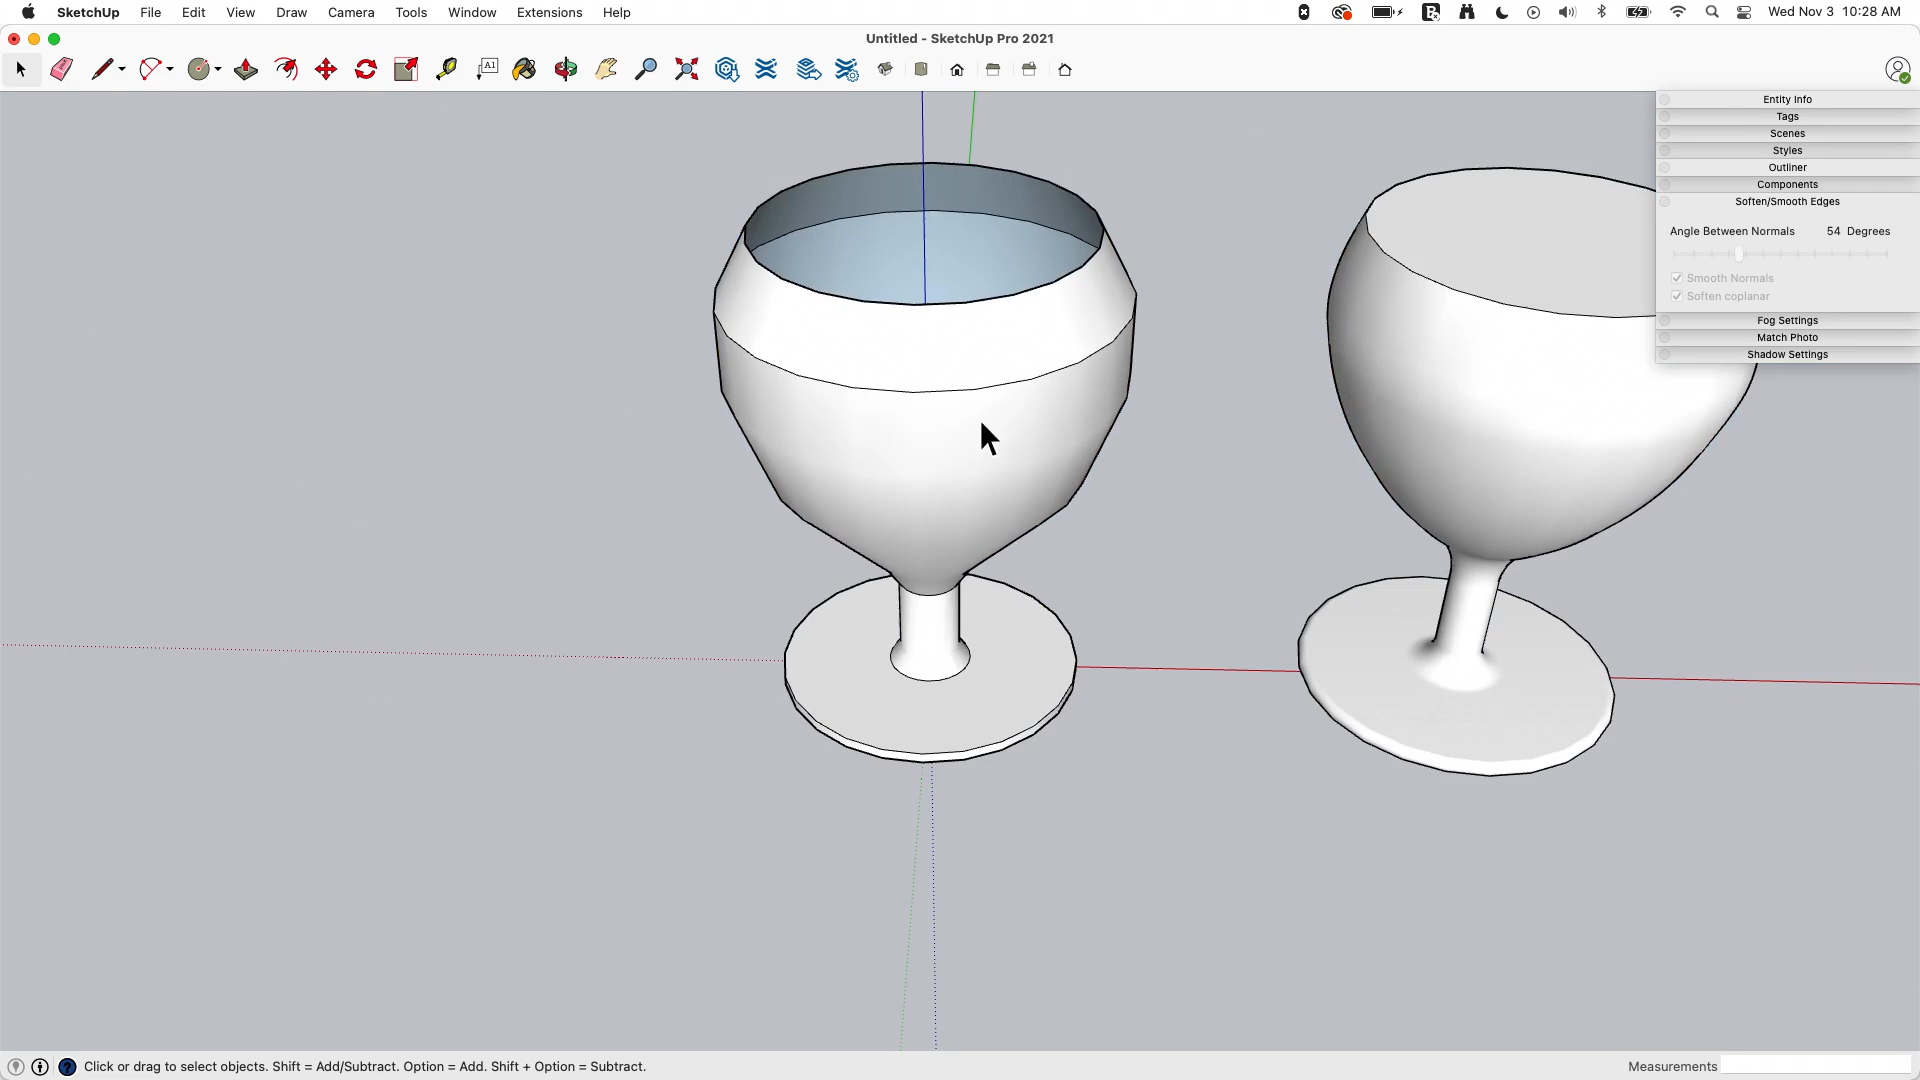 SketchUp File Edit View Draw Camera Tools Window Extensions Help Wed Nov 3 10:28 AM
Untitled - SketchUp Pro 2021
A1
Entity Info
Tags
Scenes
Styles
Outliner
Components
Soften/Smooth Edges
Angle Between Normals 54 Degrees
Smooth Normals
Soften coplanar
Fog Settings
Match Photo
Shadow Settings
Click or drag to select objects. Shift = Add/Subtract. Option = Add. Shift + Option = Subtract. Measurements